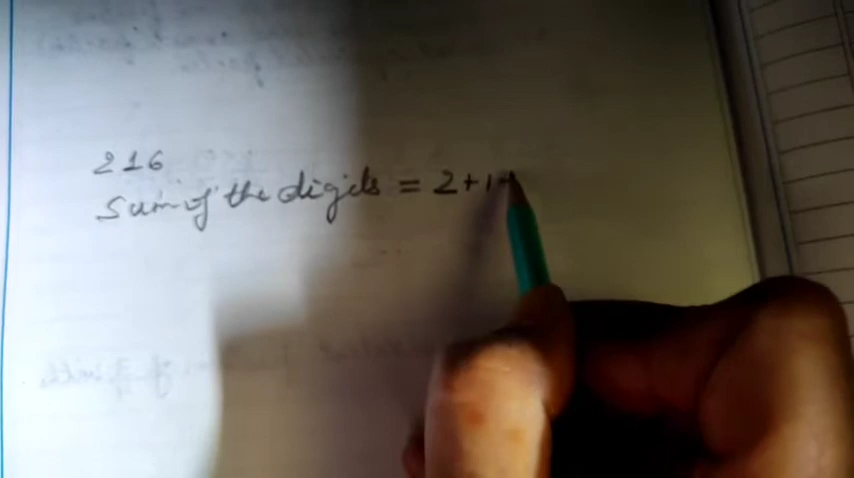 216
Sum of the digits = 2+1+